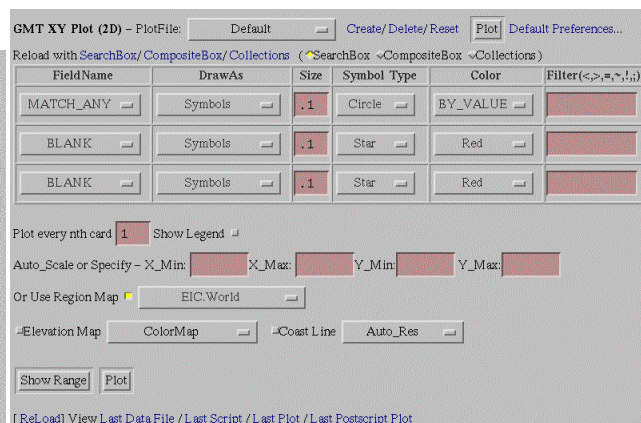 GMT XY Plot (2D) - PlotFile: Default Create/ Delete/ Reset Plot Default Preferences...
Reload with SearchBox/ CompositeBox/ Collections ( SearchBox CompositeBox Collections )
FieldName DrawAs Size Symbol Type Color Filter(<,>,=,~,!,;)
MATCH_ANY Symbols .1 Circle BY_VALUE
BLANK Symbols .1 Star Red
BLANK Symbols .1 Star Red
Plot every nth card 1 Show Legend
Auto_Scale or Specify - X_Min: X_Max: Y_Min: Y_Max:
Or Use Region Map EIC.World
Elevation Map ColorMap Coast Line Auto_Res
Show Range Plot
[ ReLoad] View Last Data File / Last Script / Last Plot / Last Postscript Plot